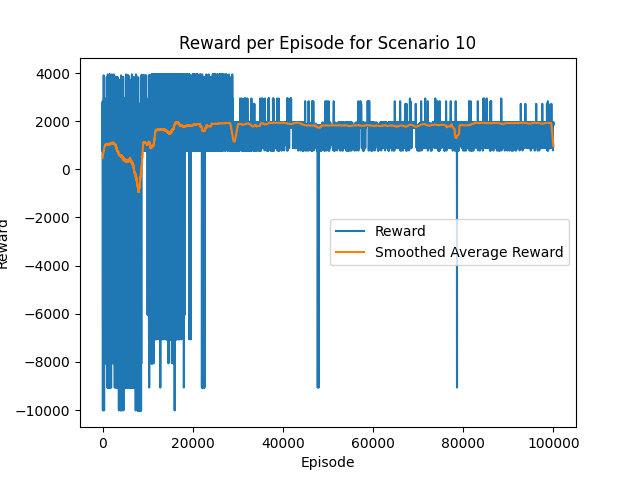 Reward per Episode for Scenario 10
4000
2000
0
−2000
−4000
−6000
−8000
−10000
Reward
Reward
Smoothed Average Reward
0
20000
40000
60000
80000
100000
Episode